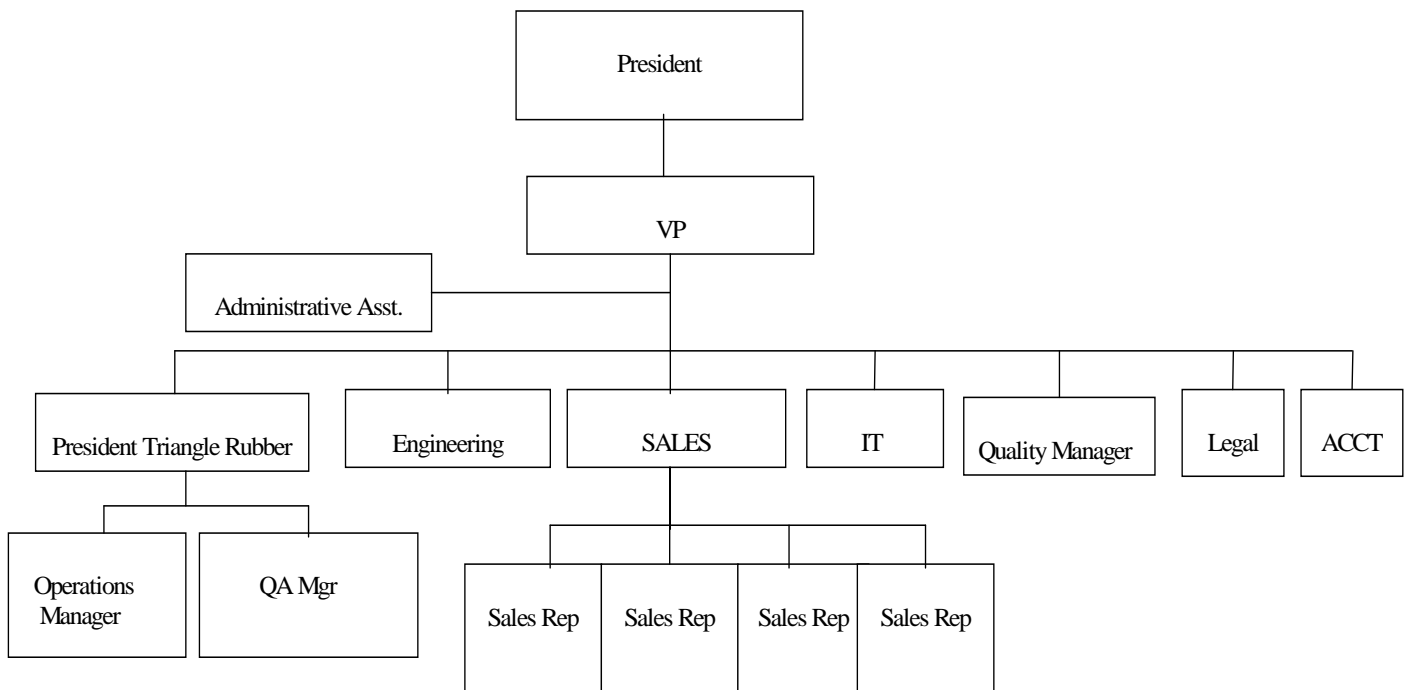 President
VP
Administrative Asst.
President Triangle Rubber
Engineering
SALES
IT
Quality Manager
Legal
ACCT
Operations
Manager
QA Mgr
Sales Rep
Sales Rep
Sales Rep
Sales Rep